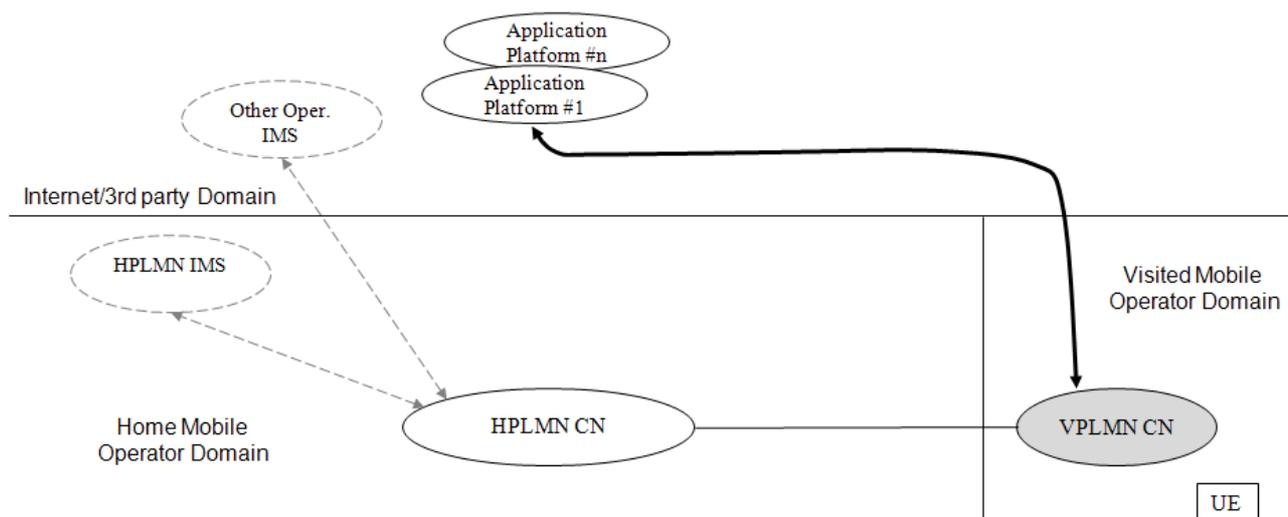 Application
Platform #n
Application
Platform #1
Other Oper.
IMS
Internet/3rd party Domain
HPLMN IMS
Visited Mobile
Operator Domain
Home Mobile
Operator Domain
HPLMN CN
VPLMN CN
UE